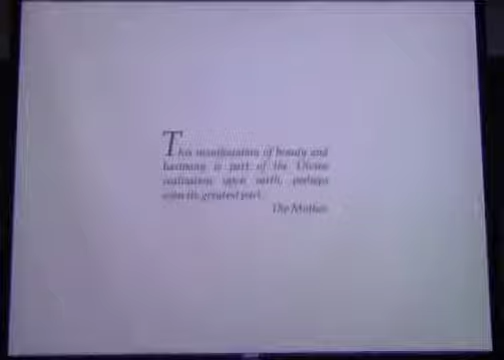 This manifestation of beauty and
harmony is part of the Divine
realisation upon earth, perhaps
even its greatest part.
The Mother